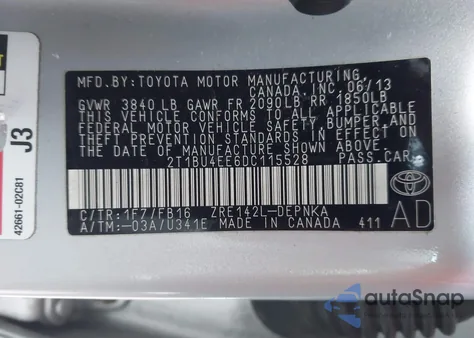 MFD.BY:TOYOTA MOTOR MANUFACTURING,
CANADA,INC.06/13
GVWR 3840 LB GAWR FR 2090LB RR 1850LB
THIS VEHICLE CONFORMS TO ALL APPLICABLE
FEDERAL MOTOR VEHICLE SAFETY BUMPER AND
THEFT PREVENTION STANDARDS IN EFFECT ON
THE DATE OF MANUFACTURE SHOWN ABOVE.
2T1BU4EE6DC115528 PASS.CAR
C/TR:1F7/FB16 ZRE142L-DEPNKA
A/TM:-03A/U341E MADE IN CANADA 411
AD
J3
42661-02C81
autoSnap